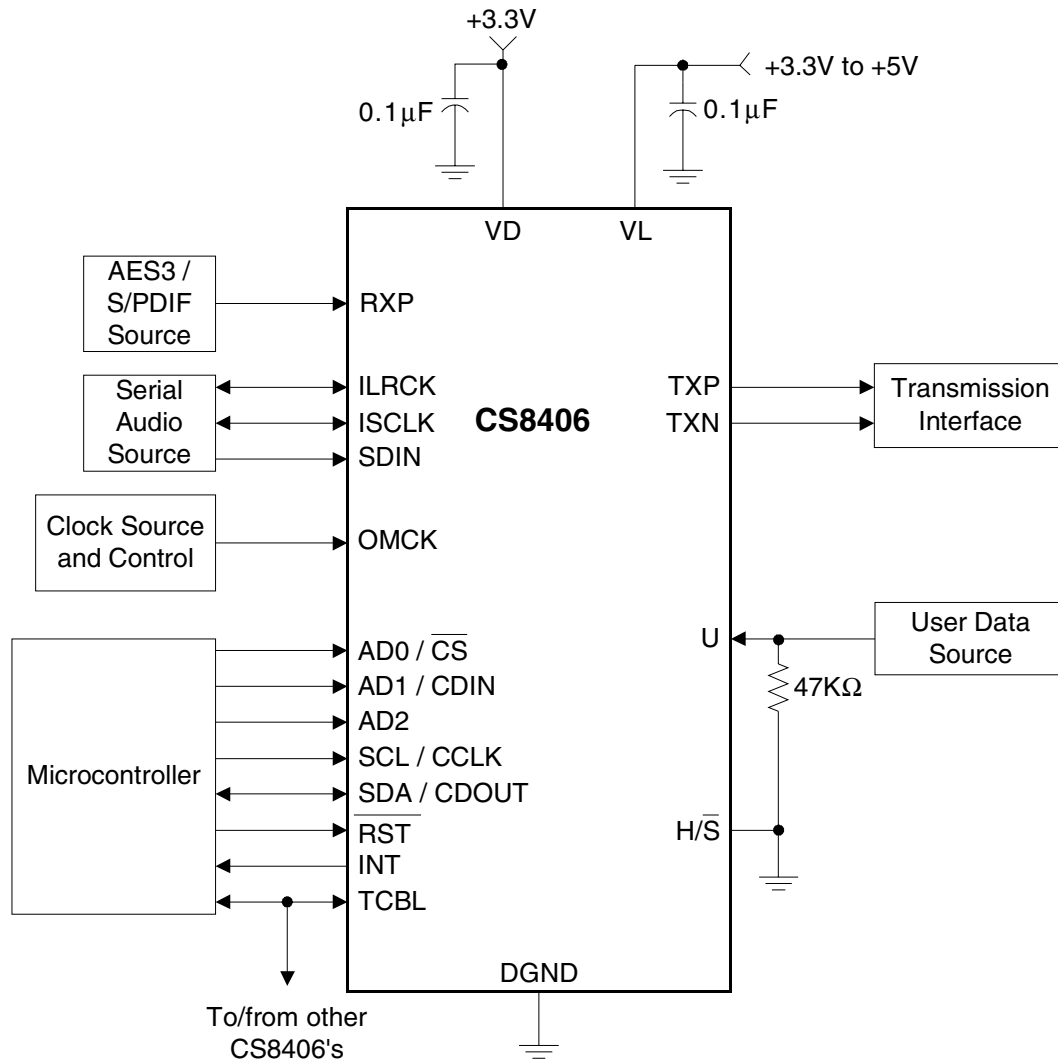 +3.3V
+3.3V to +5V
0.1μF
0.1μF
VD
VL
AES3 /
S/PDIF
Source
RXP
Serial
Audio
Source
ILRCK
ISCLK
SDIN
CS8406
TXP
TXN
Transmission
Interface
Clock Source
and Control
OMCK
User Data
Source
U
47KΩ
Microcontroller
AD0 / C̅S̅
AD1 / CDIN
AD2
SCL / CCLK
SDA / CDOUT
R̅S̅T̅
INT
TCBL
H/S̅
DGND
To/from other
CS8406's